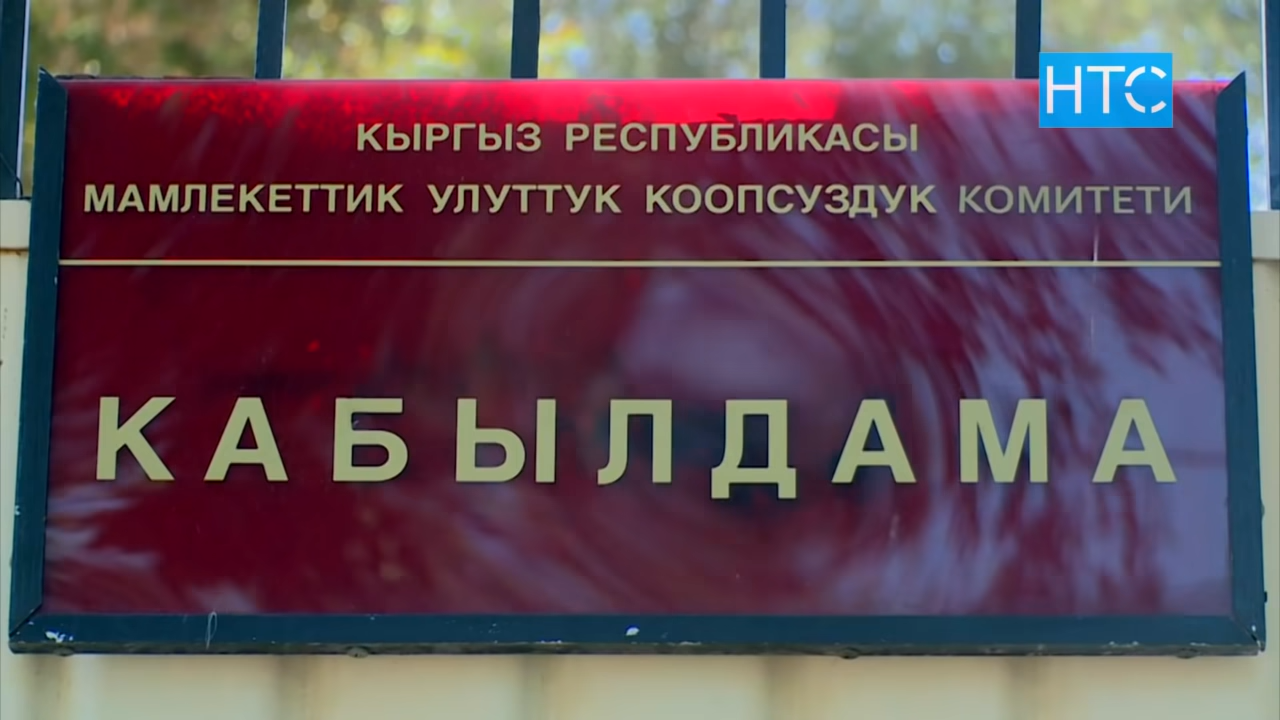 НТС
КЫРГЫЗ РЕСПУБЛИКАСЫ
МАМЛЕКЕТТИК УЛУТТУК КООПСУЗДУК КОМИТЕТИ
КАБЫЛДАМА